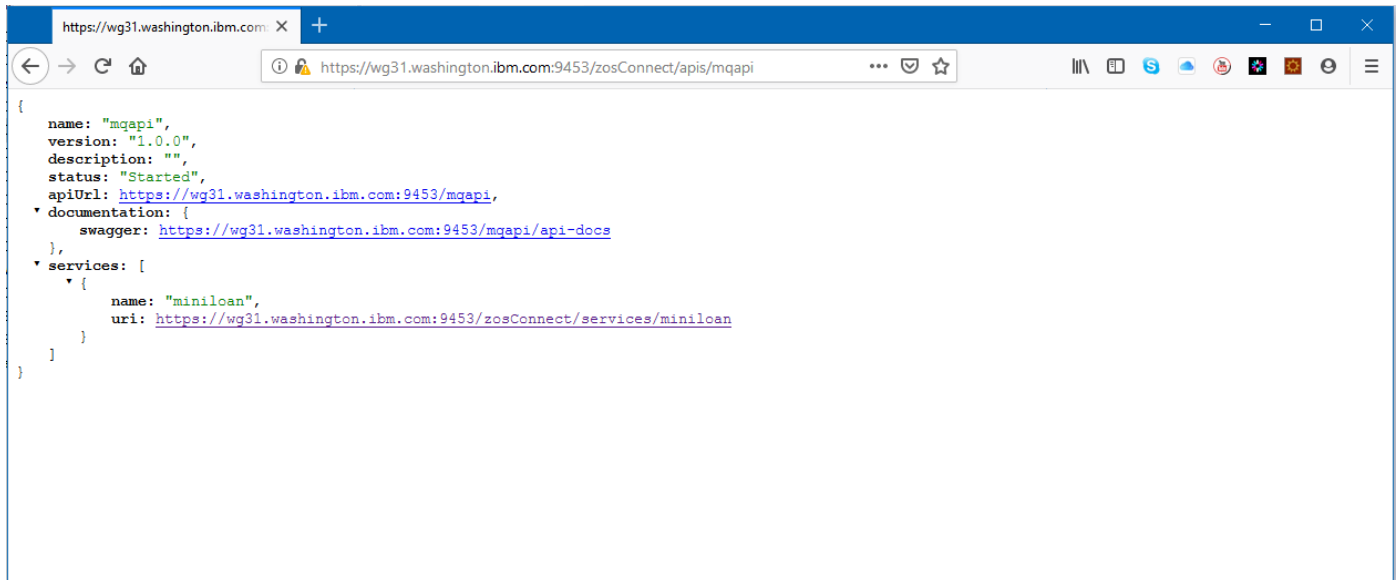 https://wg31.washington.ibm.com
https://wg31.washington.ibm.com:9453/zosConnect/apis/mqapi
{
name: "mqapi",
version: "1.0.0",
description: "",
status: "Started",
apiUrl: https://wg31.washington.ibm.com:9453/mqapi,
documentation: {
swagger: https://wg31.washington.ibm.com:9453/mqapi/api-docs
},
services: [
{
name: "miniloan",
uri: https://wg31.washington.ibm.com:9453/zosConnect/services/miniloan
}
]
}